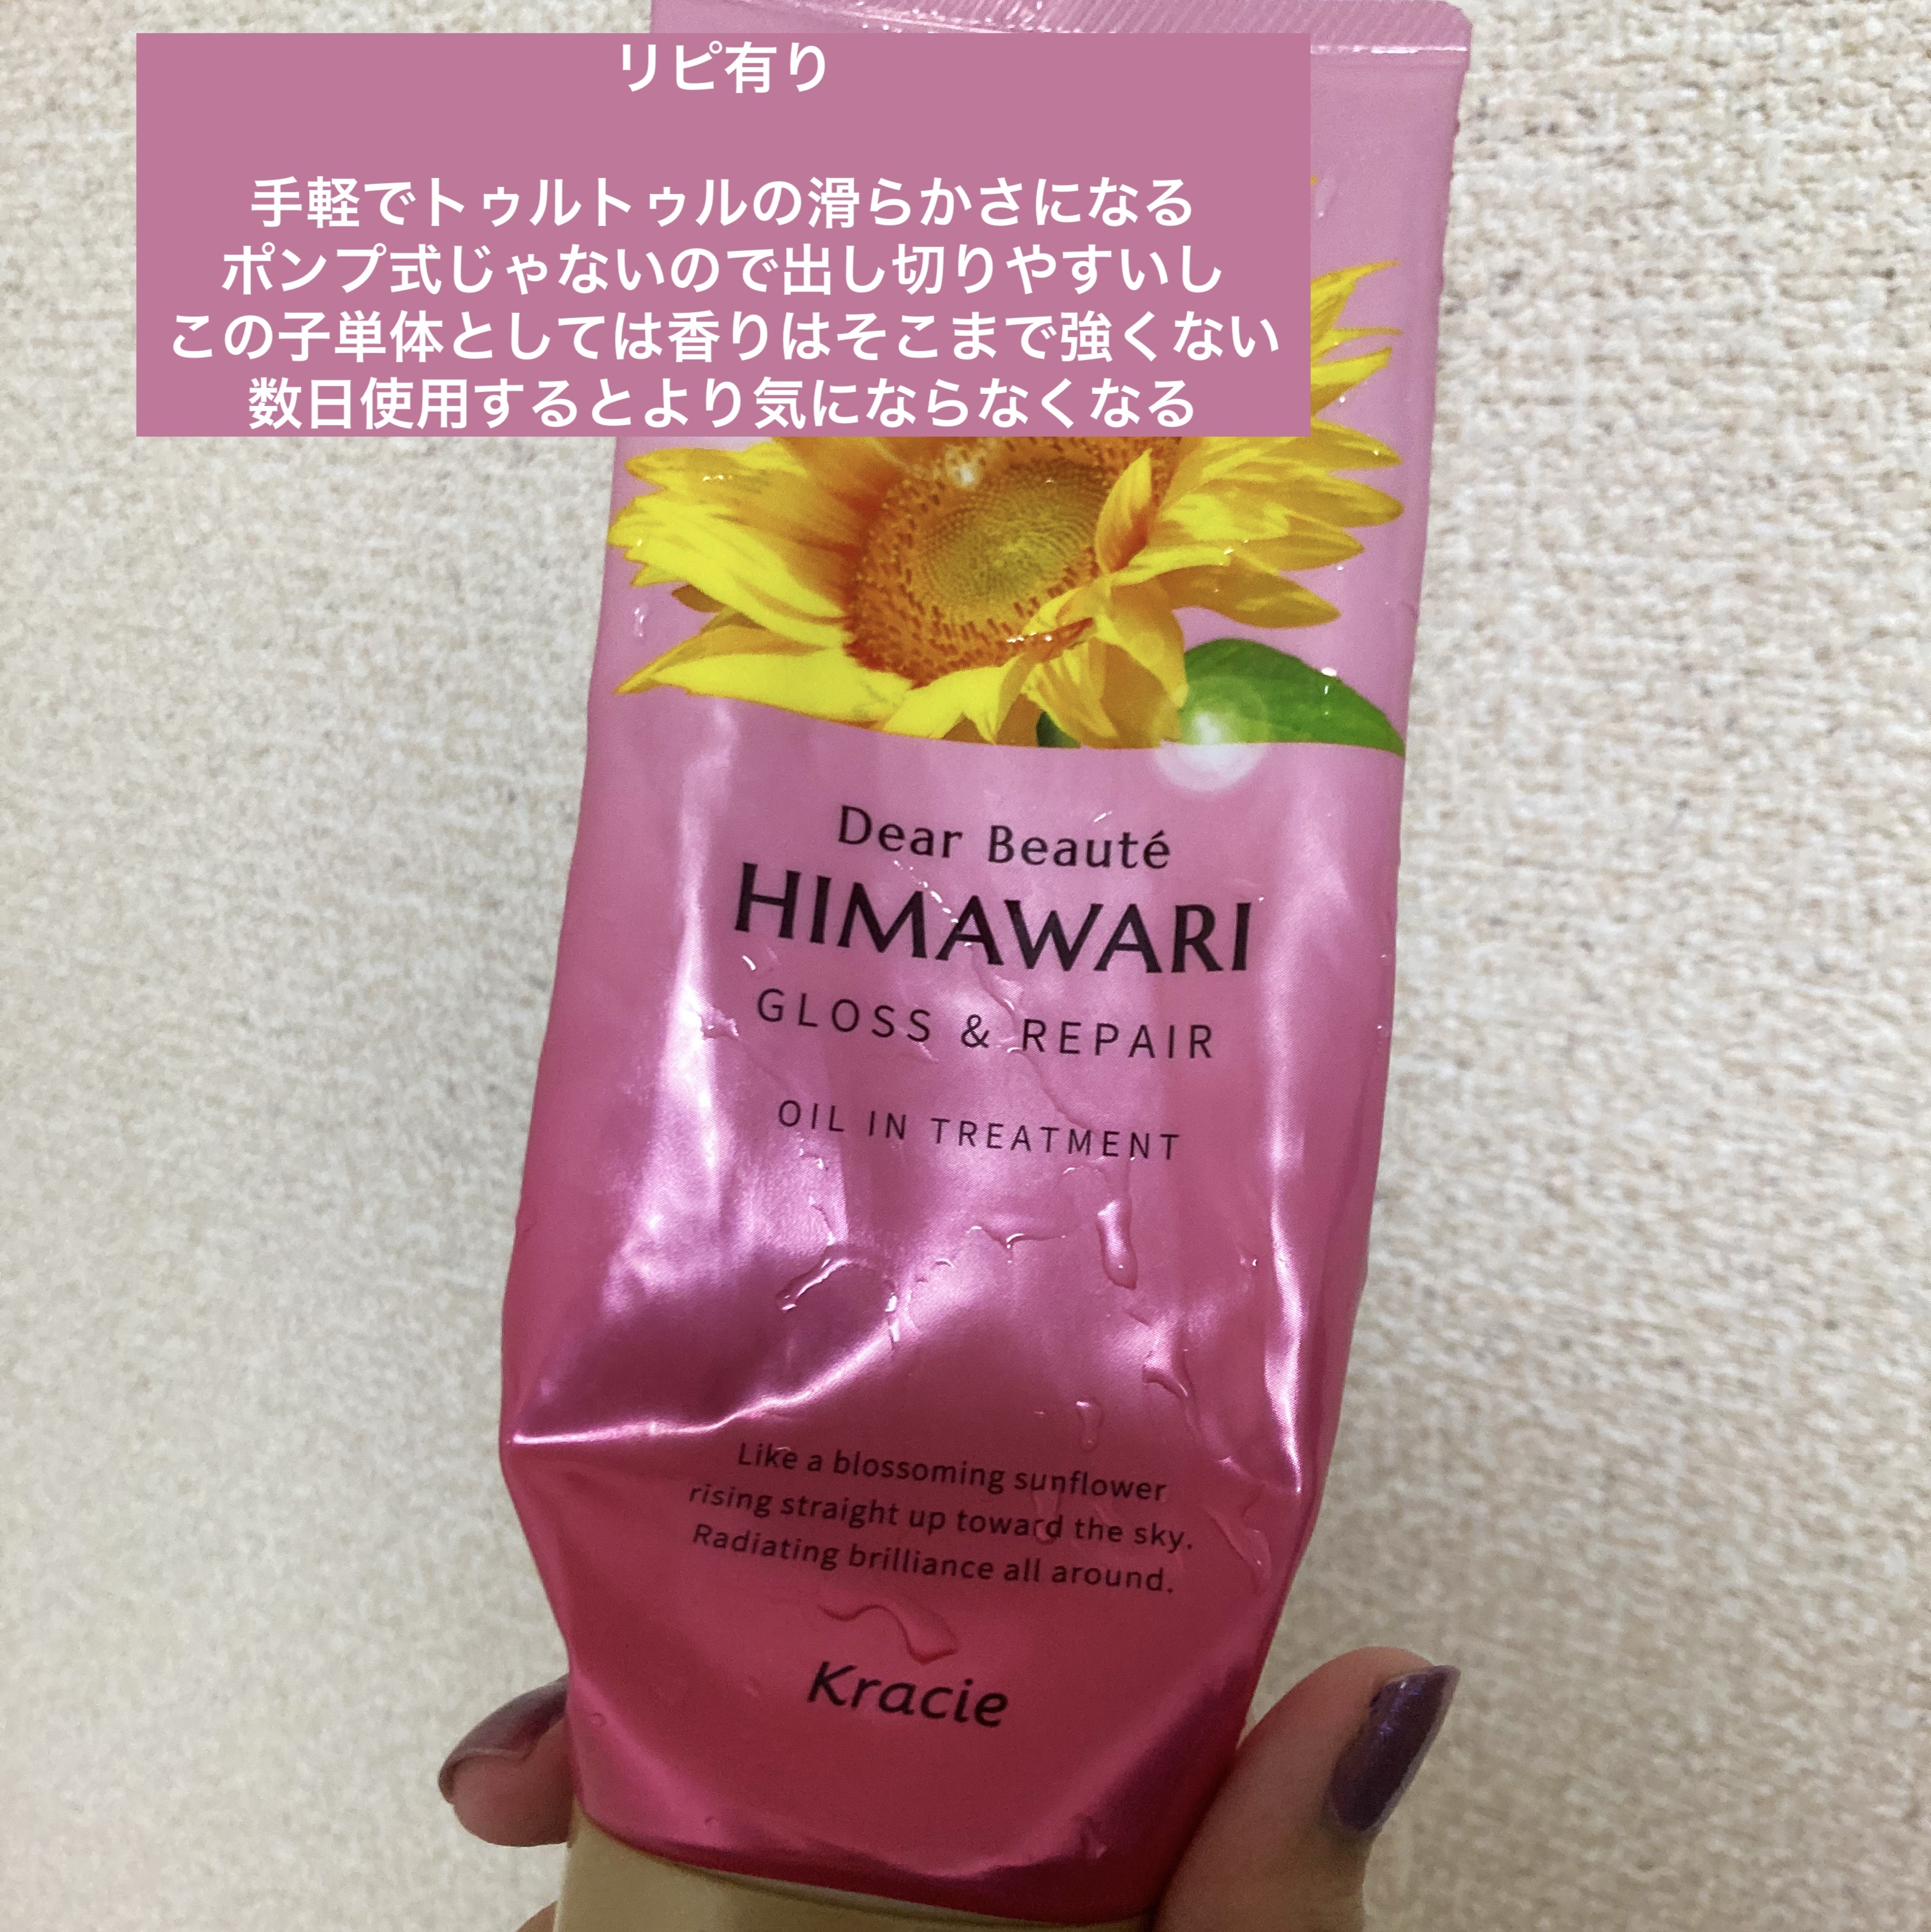 リピ有り
手軽でトゥルトゥルの滑らかさになる
ポンプ式じゃないので出し切りやすいし
この子単体としては香りはそこまで強くない
数日使用するとより気にならなくなる
Dear Beauté
HIMAWARI
GLOSS & REPAIR
OIL IN TREATMENT
Like a blossoming sunflower
rising straight up toward the sky.
Radiating brilliance all around.
Kracie